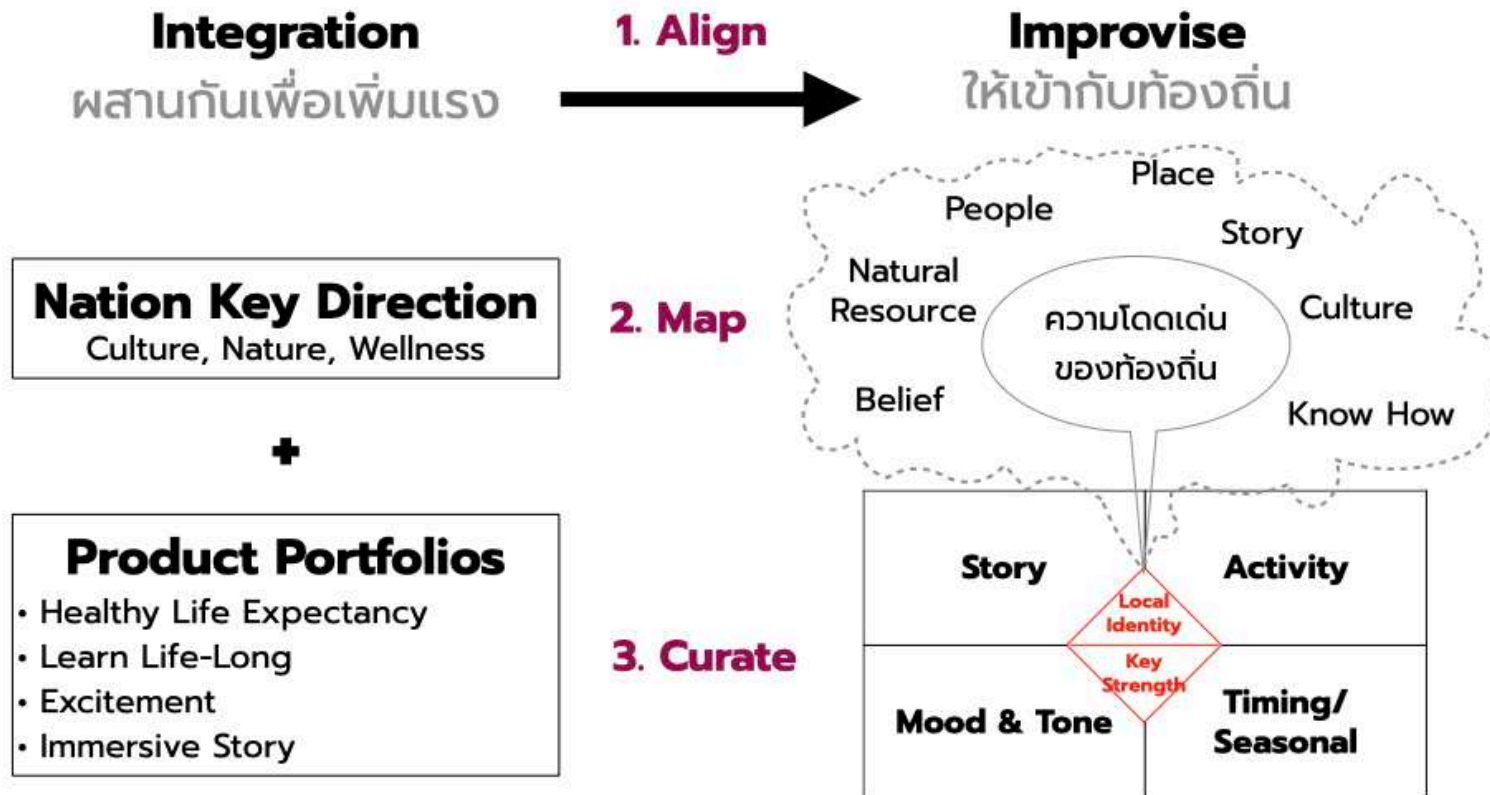 Integration
ผสานกันเพื่อเพิ่มแรง
1. Align
Improvise
ให้เข้ากับท้องถิ่น
Nation Key Direction
Culture, Nature, Wellness
+
Product Portfolios
• Healthy Life Expectancy
• Learn Life-Long
• Excitement
• Immersive Story
2. Map
3. Curate
Place
People
Story
Natural
Resource
Culture
ความโดดเด่น
ของท้องถิ่น
Belief
Know How
Story
Activity
Local
Identity
Key
Strength
Mood & Tone
Timing/
Seasonal